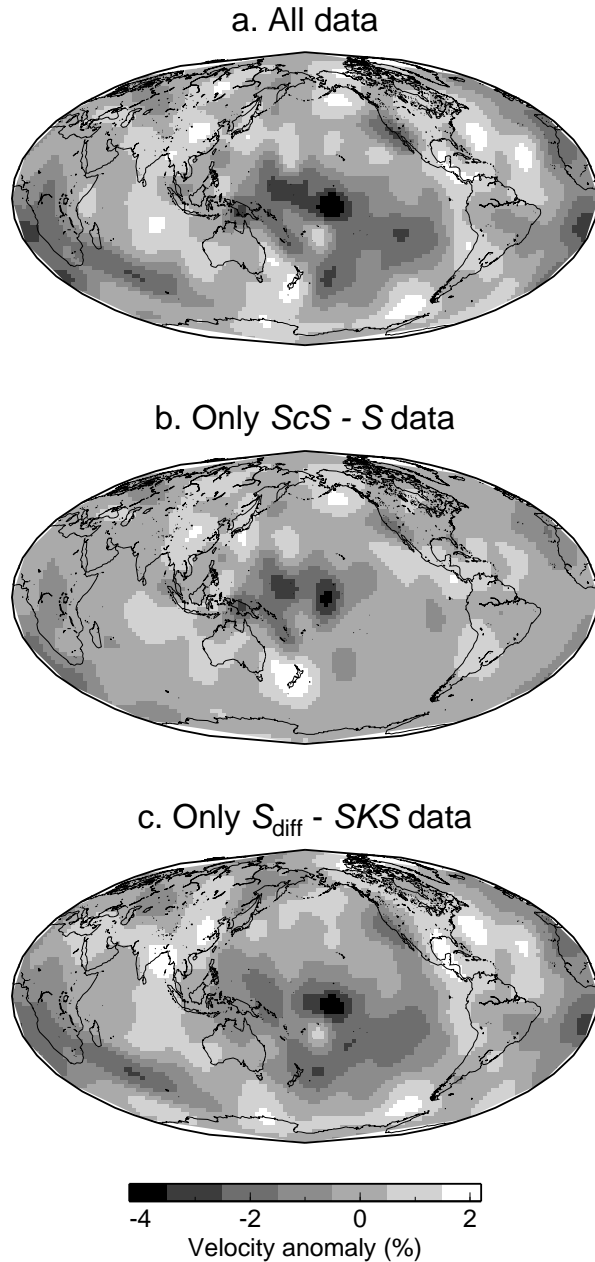 a. All data
b. Only ScS - S data
c. Only Sdiff - SKS data
-4 -2 0 2
Velocity anomaly (%)